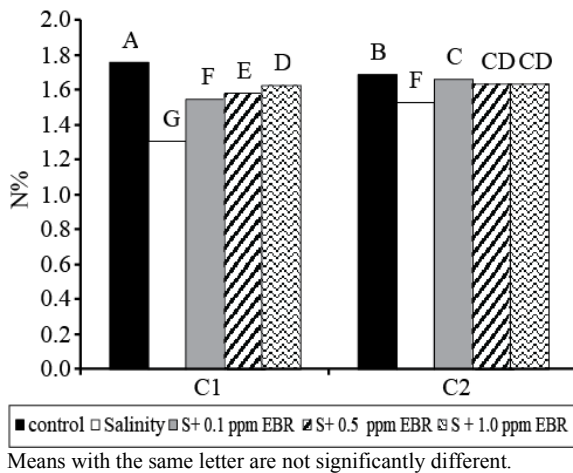 2.0
1.8
1.6
1.4
1.2
1.0
0.8
0.6
0.4
0.2
0.0
N%
A
G
F
E
D
B
F
C
CD
CD
C1
C2
control Salinity S+ 0.1 ppm EBR S+ 0.5 ppm EBR S + 1.0 ppm EBR
Means with the same letter are not significantly different.